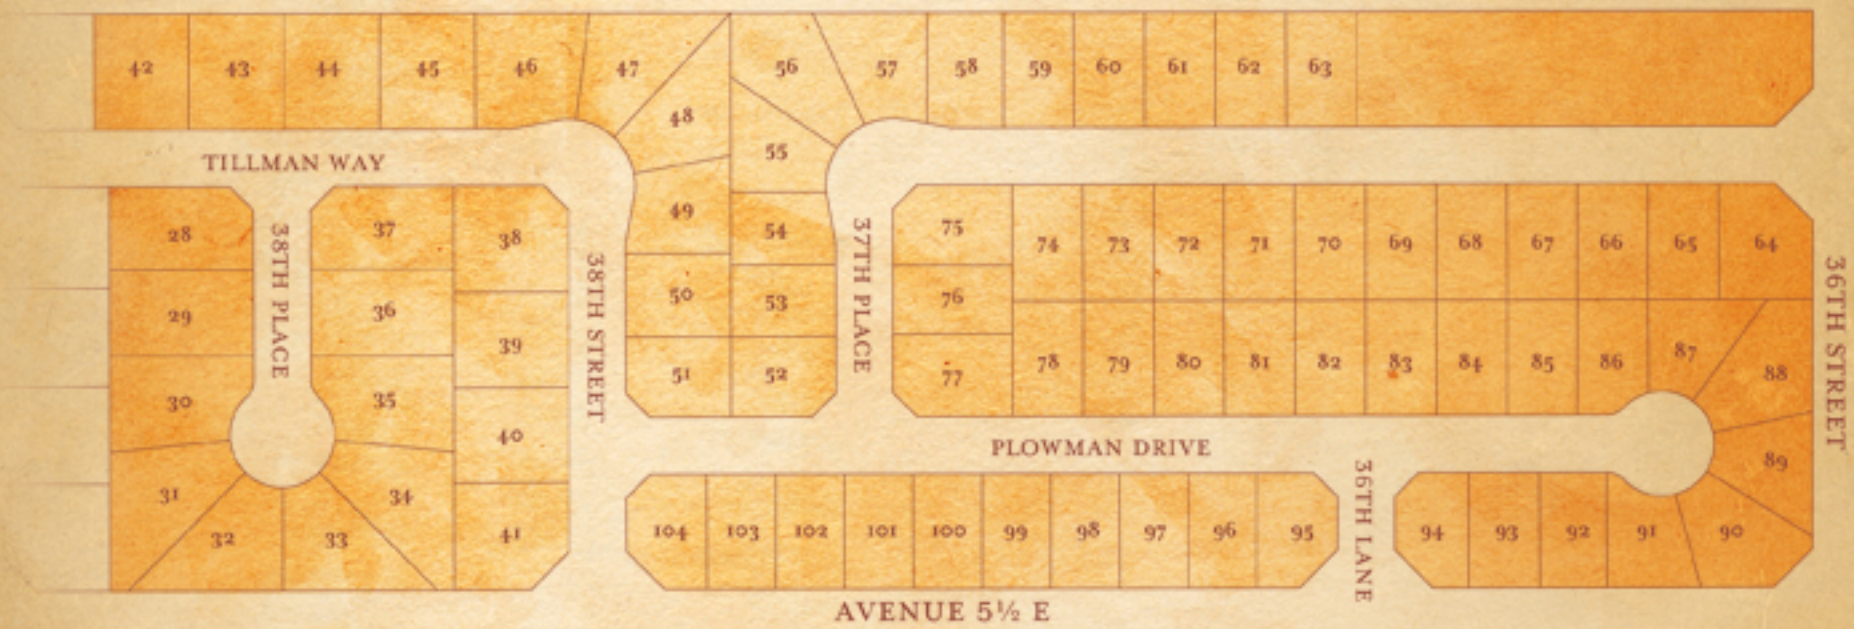 42 43 44 45 46 47 56 57 58 59 60 61 62 63
48
55
TILLMAN WAY
28 37 38 49 54 75 74 73 72 71 70 69 68 67 66 65 64
38TH PLACE
38TH STREET
37TH PLACE
36TH STREET
29 36 39 50 53 76
30 35 40 51 52 77 78 79 80 81 82 83 84 85 86 87 88
PLOWMAN DRIVE
89
31 34
32 33 41 104 103 102 101 100 99 98 97 96 95
36TH LANE
94 93 92 91 90
AVENUE 5½ E